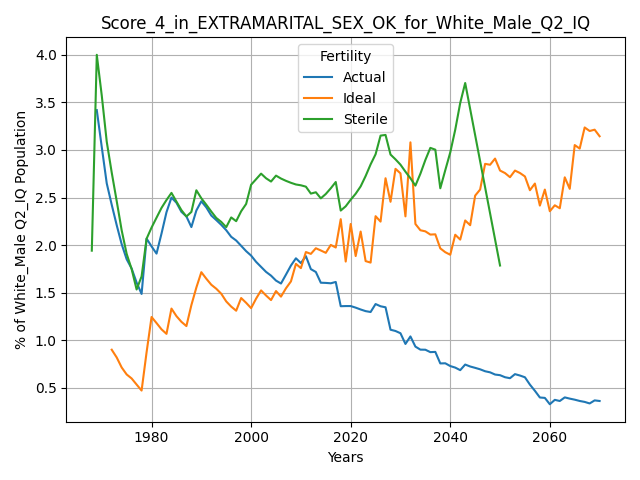 Score_4_in_EXTRAMARITAL_SEX_OK_for_White_Male_Q2_IQ
Fertility
Actual
Ideal
Sterile
% of White_Male Q2_IQ Population
4.0
3.5
3.0
2.5
2.0
1.5
1.0
0.5
1980 2000 2020 2040 2060
Years